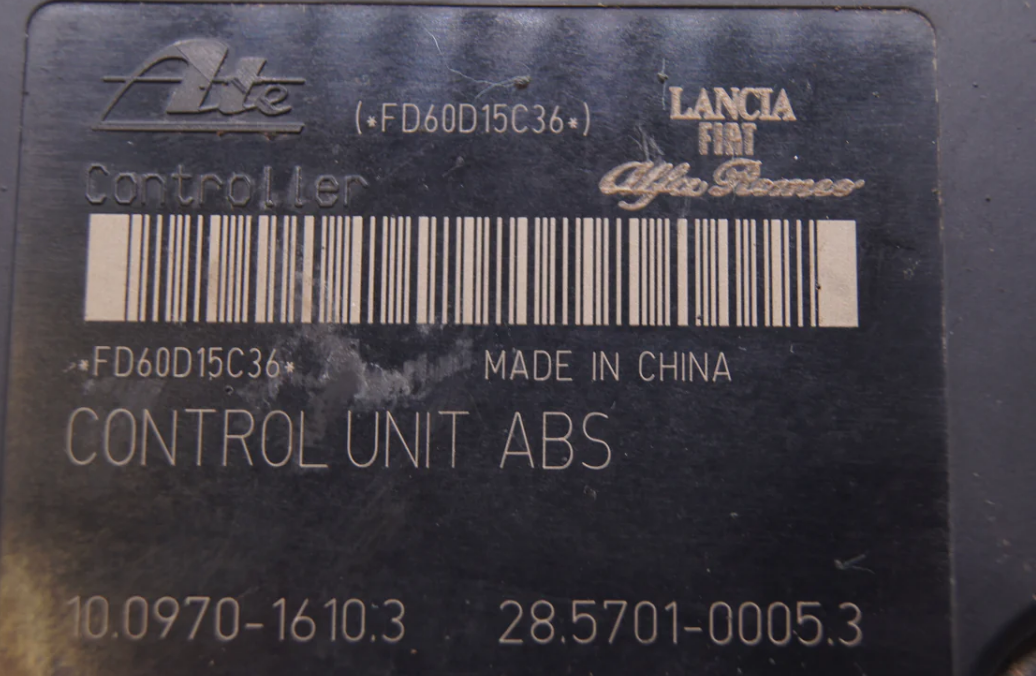 Ate (*FD60D15C36*) LANCIA
FIAT
Controller Alfa Romeo
*FD60D15C36* MADE IN CHINA
CONTROL UNIT ABS
10.0970-1610.3 28.5701-0005.3